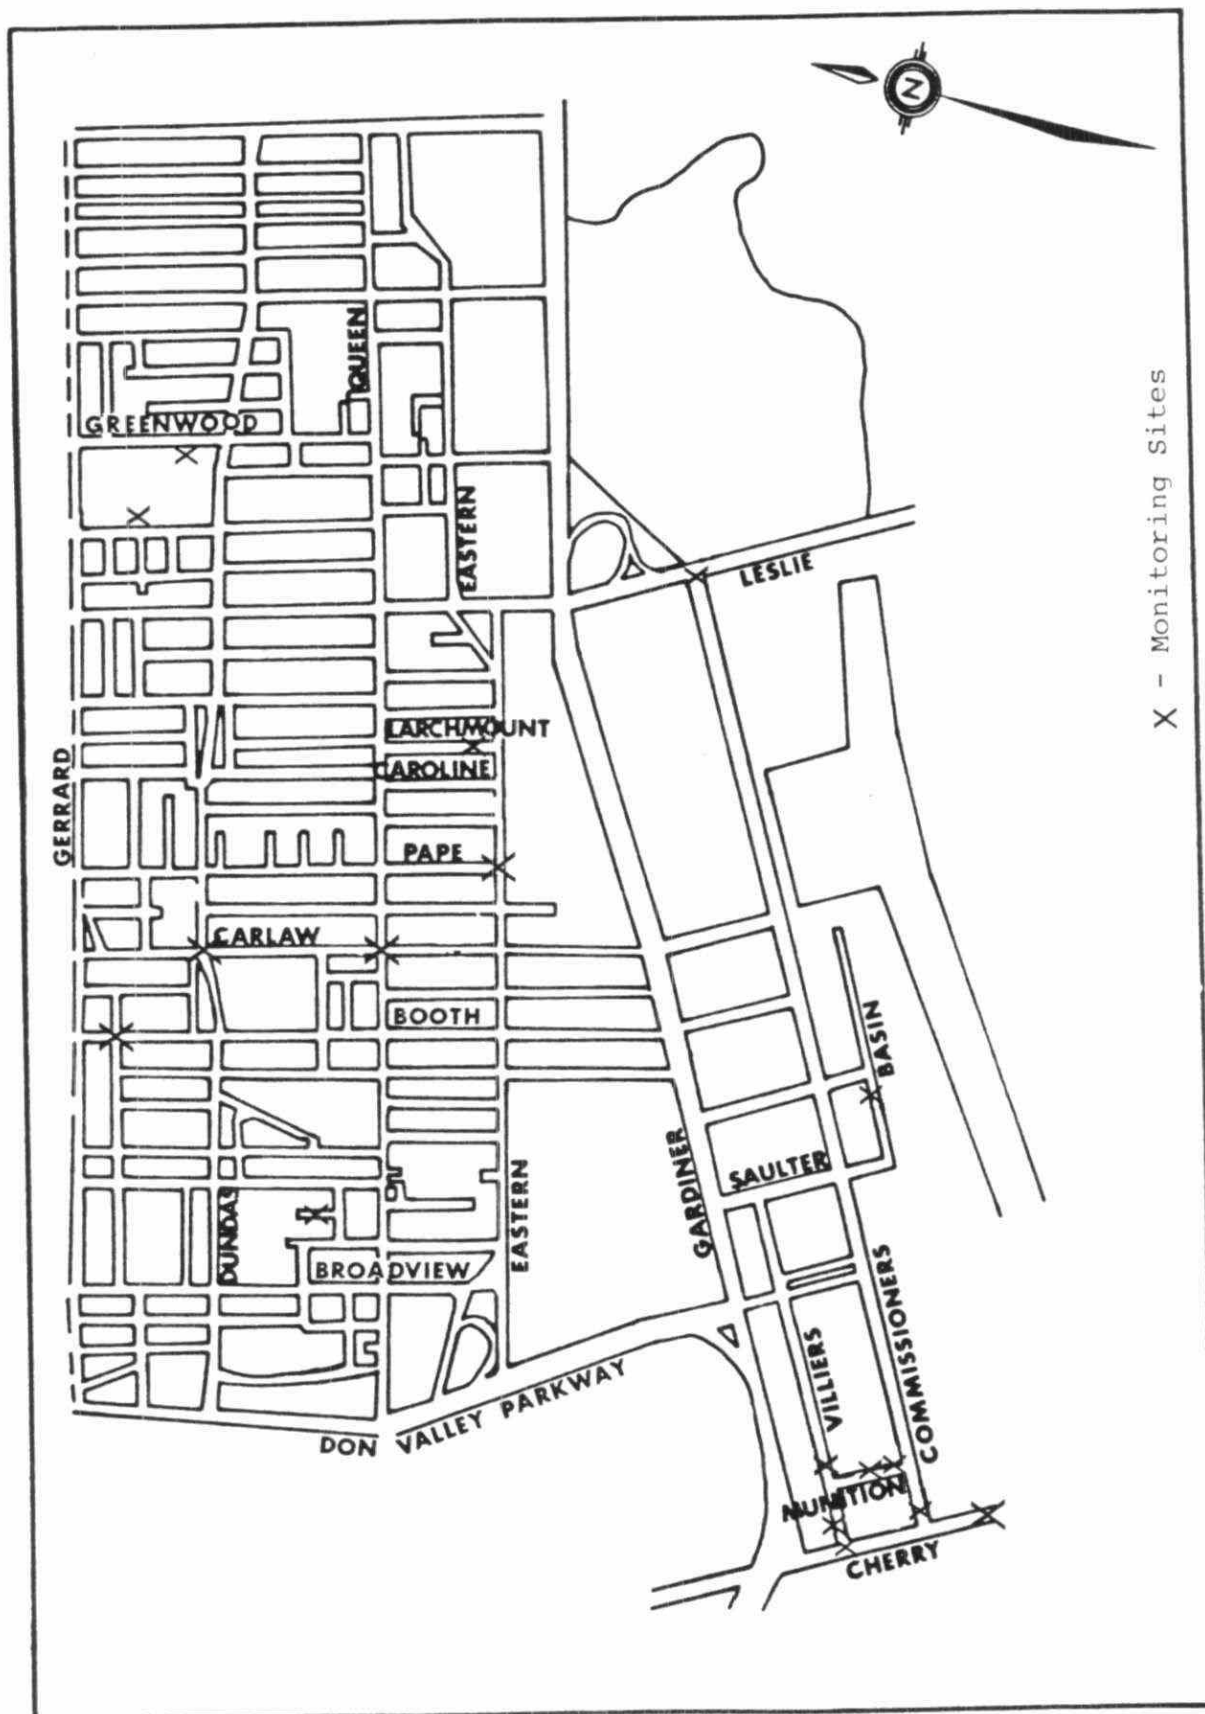 N
QUEEN
GREENWOOD
EASTERN
LESLIE
X - Monitoring Sites
LARCHMOUNT
CAROLINE
GERRARD
PAPE
CARLAW
BOOTH
BASIN
GARDINER
SAULTER
DUNDAS
EASTERN
BROADVIEW
VILLIERS
COMMISSIONERS
DON VALLEY PARKWAY
MUNITION
CHERRY